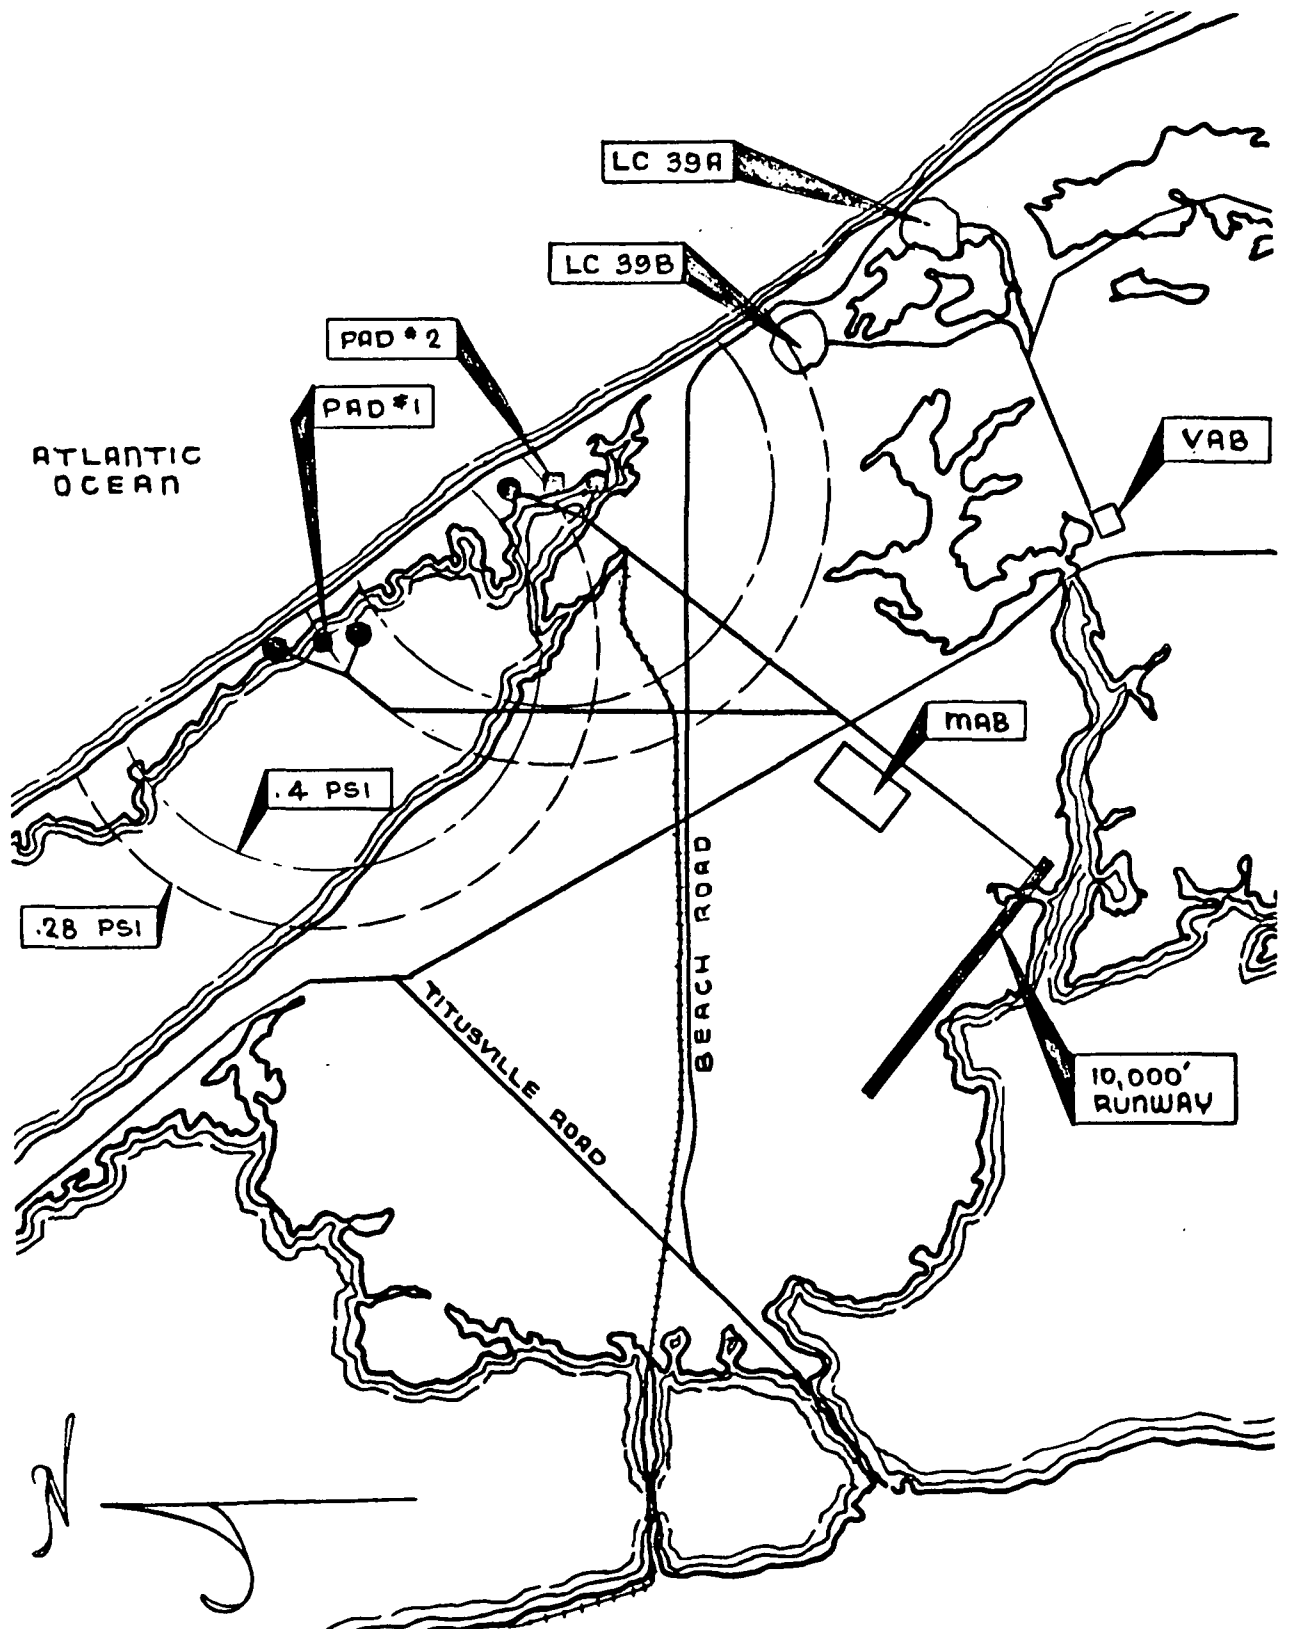 LC 39A
LC 39B
PAD #2
PAD #1
ATLANTIC
OCEAN
VAB
MAB
.4 PSI
.28 PSI
BEACH ROAD
TITUSVILLE ROAD
10,000'
RUNWAY
N